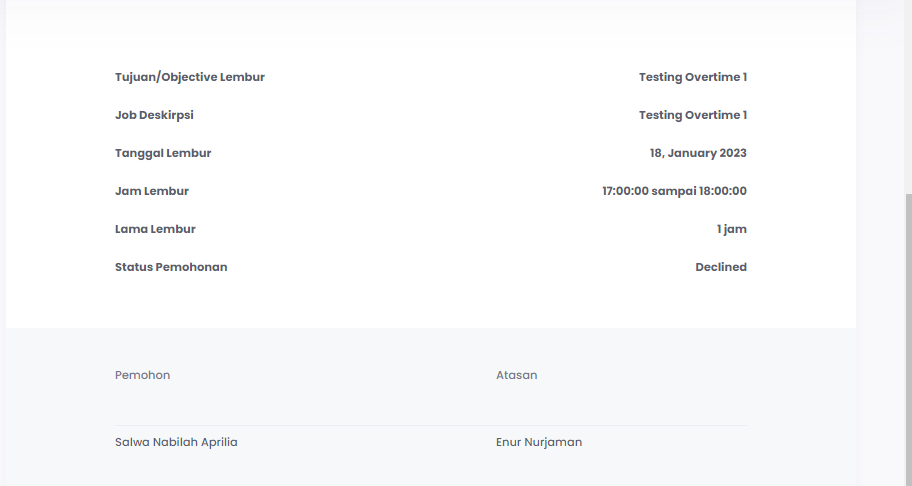 Tujuan/Objective Lembur Testing Overtime 1
Job Deskirpsi Testing Overtime 1
Tanggal Lembur 18, January 2023
Jam Lembur 17:00:00 sampai 18:00:00
Lama Lembur 1 jam
Status Pemohonan Declined
Pemohon Atasan
Salwa Nabilah Aprilia Enur Nurjaman